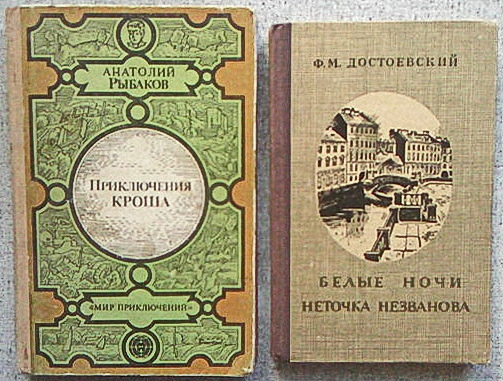 АНАТОЛИЙ
РЫБАКОВ
ПРИКЛЮЧЕНИЯ
КРОША
«МИР ПРИКЛЮЧЕНИЙ»
Ф. М. ДОСТОЕВСКИЙ
БЕЛЫЕ НОЧИ
НЕТОЧКА НЕЗВАНОВА